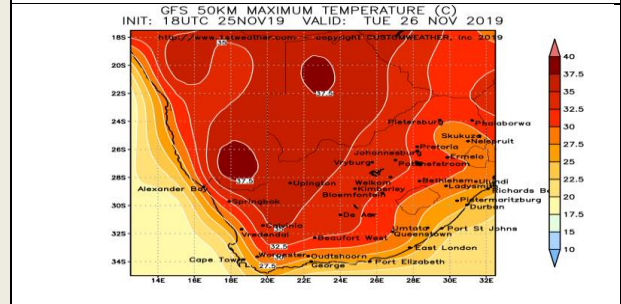 GFS 50KM MAXIMUM TEMPERATURE (C)
INIT: 18UTC 25NOV19 VALID: TUE 26 NOV 2019
http://www.1stweather.com -- copyright CUSTOMWEATHER, Inc 2019
18S
20S
22S
24S
26S
28S
30S
32S
34S
14E 16E 18E 20E 22E 24E 26E 28E 30E 32E
35
37.5
37.5
32.5
27.5
Pietersburg
Phalaborwa
Skukuza
Nelspruit
Pretoria
Johannesburg
Ermelo
Vryburg
Potchefstroom
Welkom
Bethlehem
Ulundi
Alexander Bay
Upington
Kimberley
Ladysmith
Richards B
Springbok
Bloemfontein
Pietermaritzburg
Durban
De Aar
Calvinia
Vredendal
Umtata
Port St Johns
Beaufort West
Queenstown
East London
Worcester
Oudtshoorn
Cape Town
George
Port Elizabeth
40
37.5
35
32.5
30
27.5
25
22.5
20
17.5
15
10